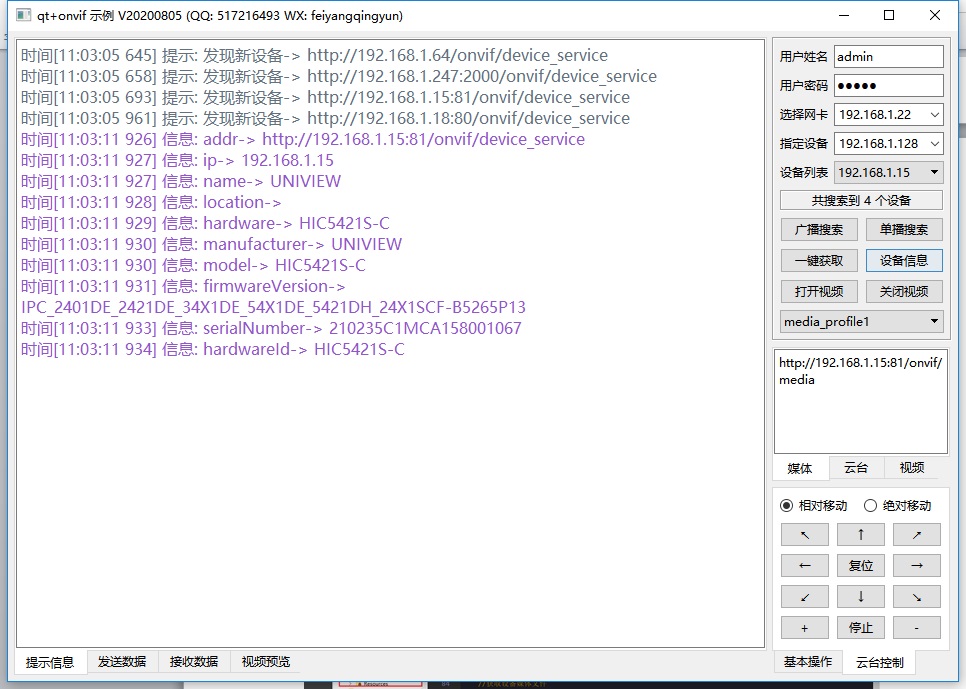 qt+onvif 示例 V20200805 (QQ: 517216493 WX: feiyangqingyun)
时间[11:03:05 645] 提示: 发现新设备-> http://192.168.1.64/onvif/device_service
时间[11:03:05 658] 提示: 发现新设备-> http://192.168.1.247:2000/onvif/device_service
时间[11:03:05 693] 提示: 发现新设备-> http://192.168.1.15:81/onvif/device_service
时间[11:03:05 961] 提示: 发现新设备-> http://192.168.1.18:80/onvif/device_service
时间[11:03:11 926] 信息: addr-> http://192.168.1.15:81/onvif/device_service
时间[11:03:11 927] 信息: ip-> 192.168.1.15
时间[11:03:11 927] 信息: name-> UNIVIEW
时间[11:03:11 928] 信息: location->
时间[11:03:11 929] 信息: hardware-> HIC5421S-C
时间[11:03:11 930] 信息: manufacturer-> UNIVIEW
时间[11:03:11 930] 信息: model-> HIC5421S-C
时间[11:03:11 931] 信息: firmwareVersion->
IPC_2401DE_2421DE_34X1DE_54X1DE_5421DH_24X1SCF-B5265P13
时间[11:03:11 933] 信息: serialNumber-> 210235C1MCA158001067
时间[11:03:11 934] 信息: hardwareId-> HIC5421S-C
提示信息 发送数据 接收数据 视频预览
用户姓名 admin
用户密码 ●●●●●
选择网卡 192.168.1.22
指定设备 192.168.1.128
设备列表 192.168.1.15
共搜索到 4 个设备
广播搜索 单播搜索
一键获取 设备信息
打开视频 关闭视频
media_profile1
http://192.168.1.15:81/onvif/
media
媒体 云台 视频
相对移动 绝对移动
↖ ↑ ↗
← 复位 →
↙ ↓ ↘
+ 停止 -
基本操作 云台控制
Resources